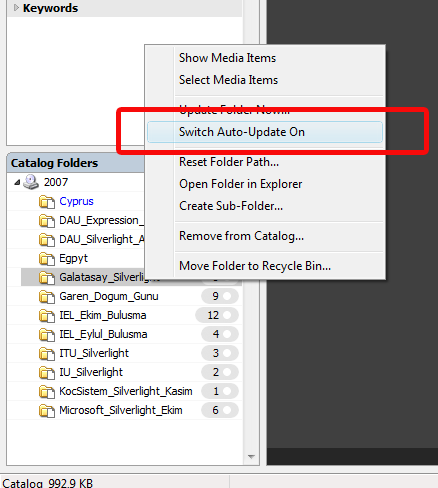 Keywords
Show Media Items
Select Media Items
Update Folder Now...
Switch Auto-Update On
Reset Folder Path...
Open Folder in Explorer
Create Sub-Folder...
Remove from Catalog...
Move Folder to Recycle Bin...
Catalog Folders
2007
Cyprus
DAU_Expression_
DAU_Silverlight_A
Egpyt
Galatasay_Silverlight
Garen_Dogum_Gunu 9
IEL_Ekim_Bulusma 12
IEL_Eylul_Bulusma 4
ITU_Silverlight 3
IU_Silverlight 2
KocSistem_Silverlight_Kasim 1
Microsoft_Silverlight_Ekim 6
Catalog 992.9 KB